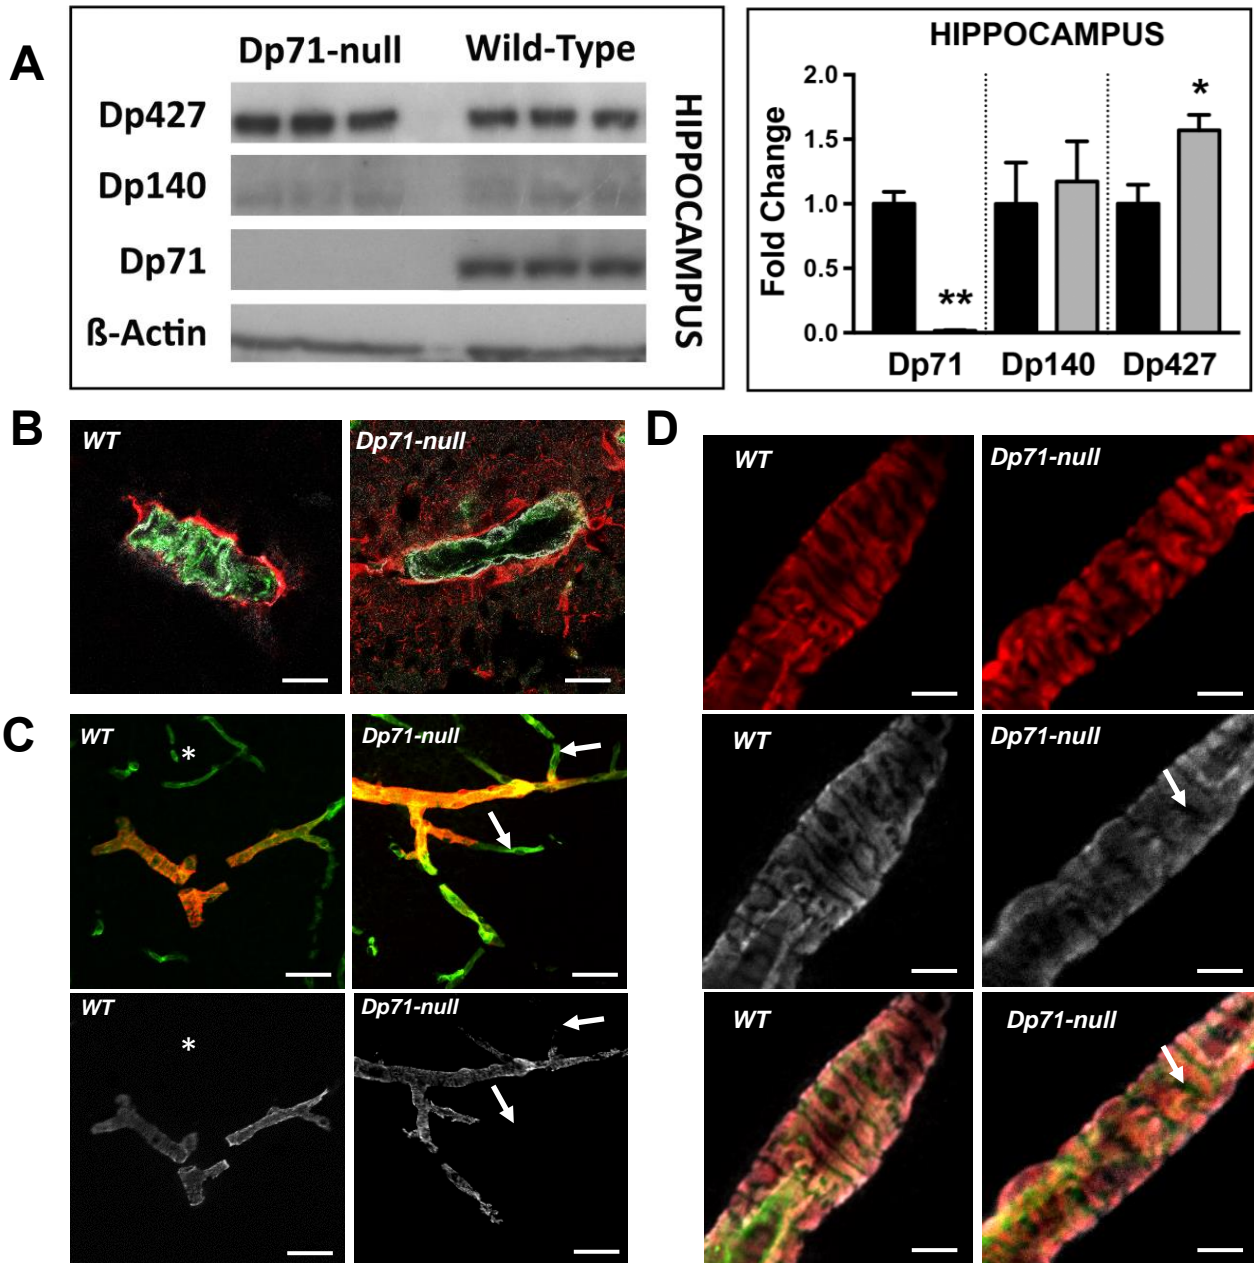 A
Dp71-null Wild-Type
Dp427
Dp140
Dp71
ß-Actin
HIPPOCAMPUS
HIPPOCAMPUS
Fold Change
2.0
1.5
1.0
0.5
0.0
**
*
Dp71 Dp140 Dp427
B
WT
Dp71-null
C
WT
*
Dp71-null
WT
*
Dp71-null
D
WT
Dp71-null
WT
Dp71-null
WT
Dp71-null